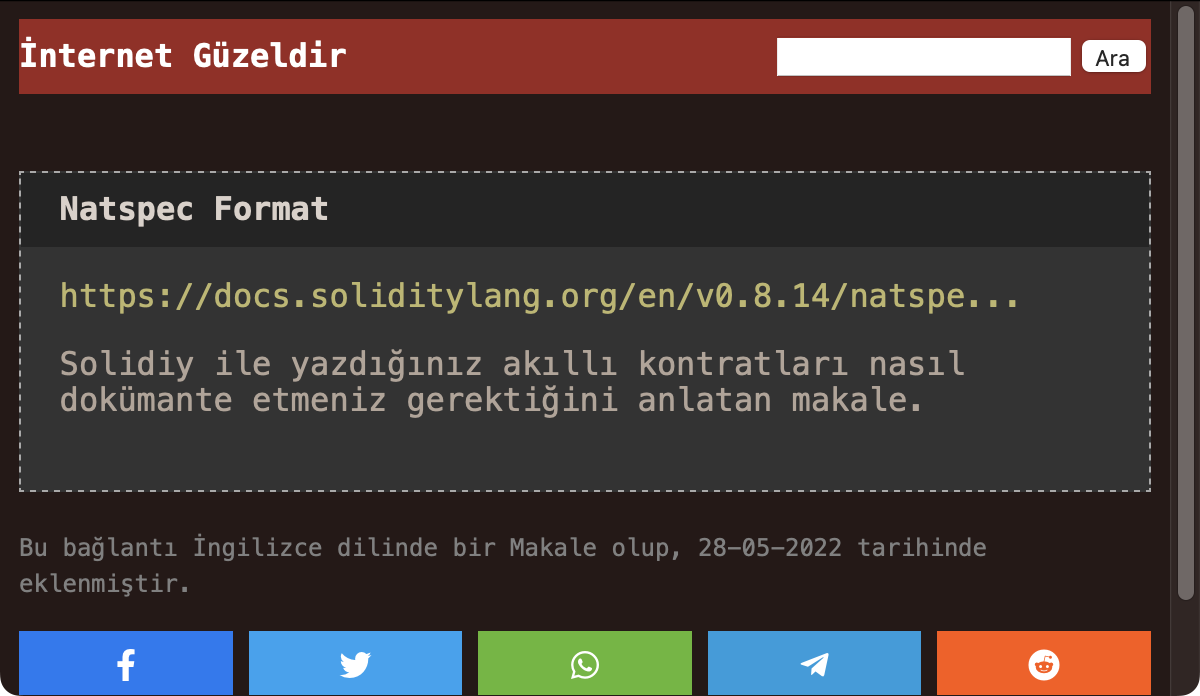 İnternet Güzeldir
Ara
Natspec Format
https://docs.soliditylang.org/en/v0.8.14/natspe...
Solidiy ile yazdığınız akıllı kontratları nasıl
dokümante etmeniz gerektiğini anlatan makale.
Bu bağlantı İngilizce dilinde bir Makale olup, 28-05-2022 tarihinde
eklenmiştir.